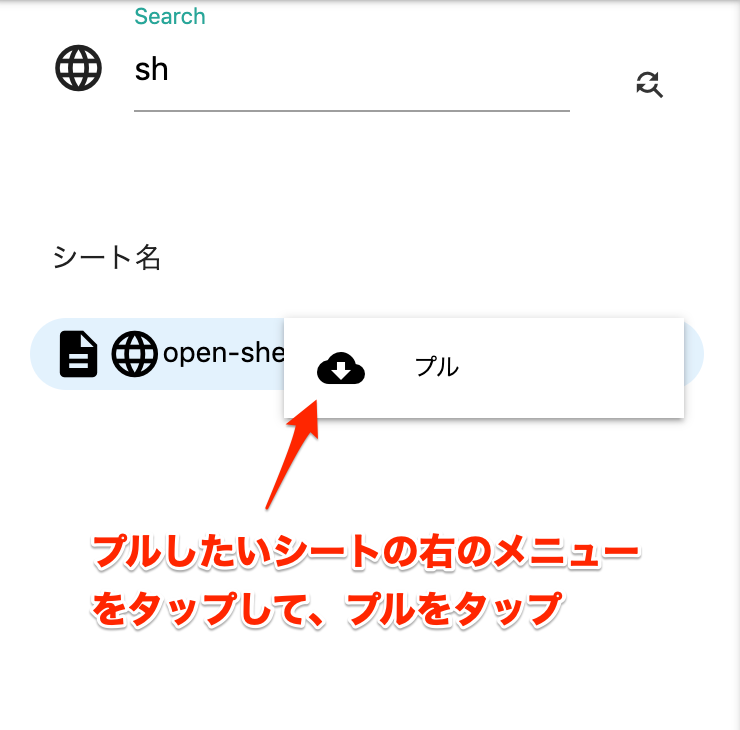 Search
sh
シート名
open-she
プル
プルしたいシートの右のメニュー
をタップして、プルをタップ